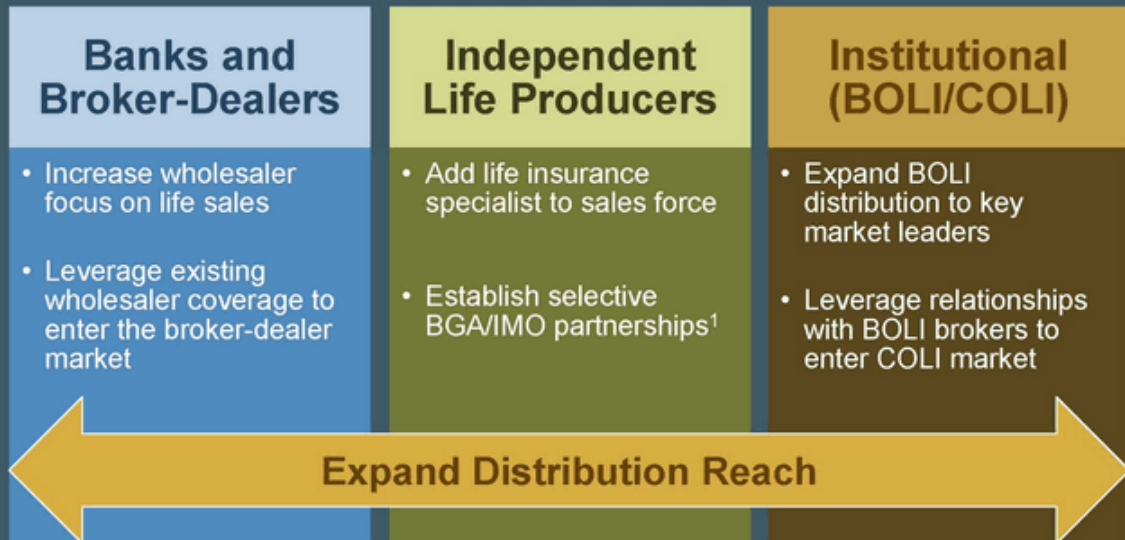 Banks and
Broker-Dealers
• Increase wholesaler
focus on life sales
• Leverage existing
wholesaler coverage to
enter the broker-dealer
market
Independent
Life Producers
• Add life insurance
specialist to sales force
• Establish selective
BGA/IMO partnerships¹
Institutional
(BOLI/COLI)
• Expand BOLI
distribution to key
market leaders
• Leverage relationships
with BOLI brokers to
enter COLI market
Expand Distribution Reach